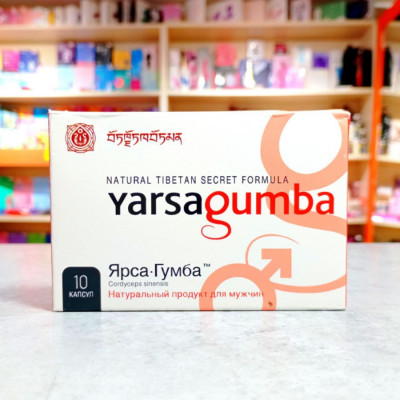 NATURAL TIBETAN SECRET FORMULA
yarsagumba
10
КАПСУЛ
Ярса·Гумба™
Cordyceps sinensis
Натуральный продукт для мужчин